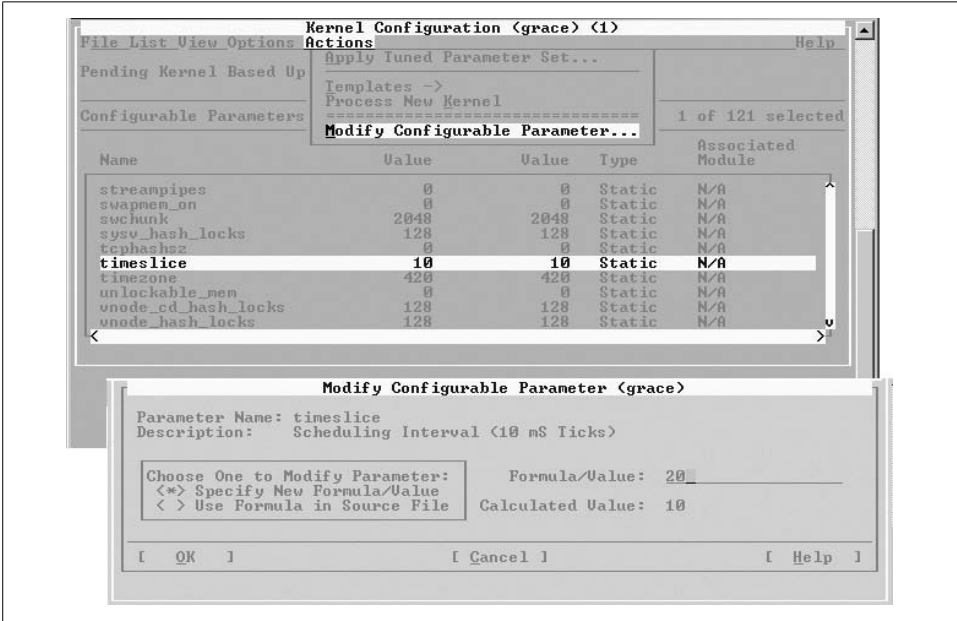 Kernel Configuration (grace) (1)
File List View Options Actions Help
Apply Tuned Parameter Set...
Pending Kernel Based Up
Templates ->
Process New Kernel
Configurable Parameters ================================ 1 of 121 selected
Modify Configurable Parameter...
Associated
Name Value Value Type Module
streampipes 0 0 Static N/A
swapmem_on 0 0 Static N/A
swchunk 2048 2048 Static N/A
sysv_hash_locks 128 128 Static N/A
tcphashsz 0 0 Static N/A
timeslice 10 10 Static N/A
timezone 420 420 Static N/A
unlockable_mem 0 0 Static N/A
vnode_cd_hash_locks 128 128 Static N/A
vnode_hash_locks 128 128 Static N/A
< >
Modify Configurable Parameter (grace)
Parameter Name: timeslice
Description: Scheduling Interval (10 mS Ticks)
Choose One to Modify Parameter: Formula/Value: 20_
<*> Specify New Formula/Value
< > Use Formula in Source File Calculated Value: 10
[ OK ] [ Cancel ] [ Help ]